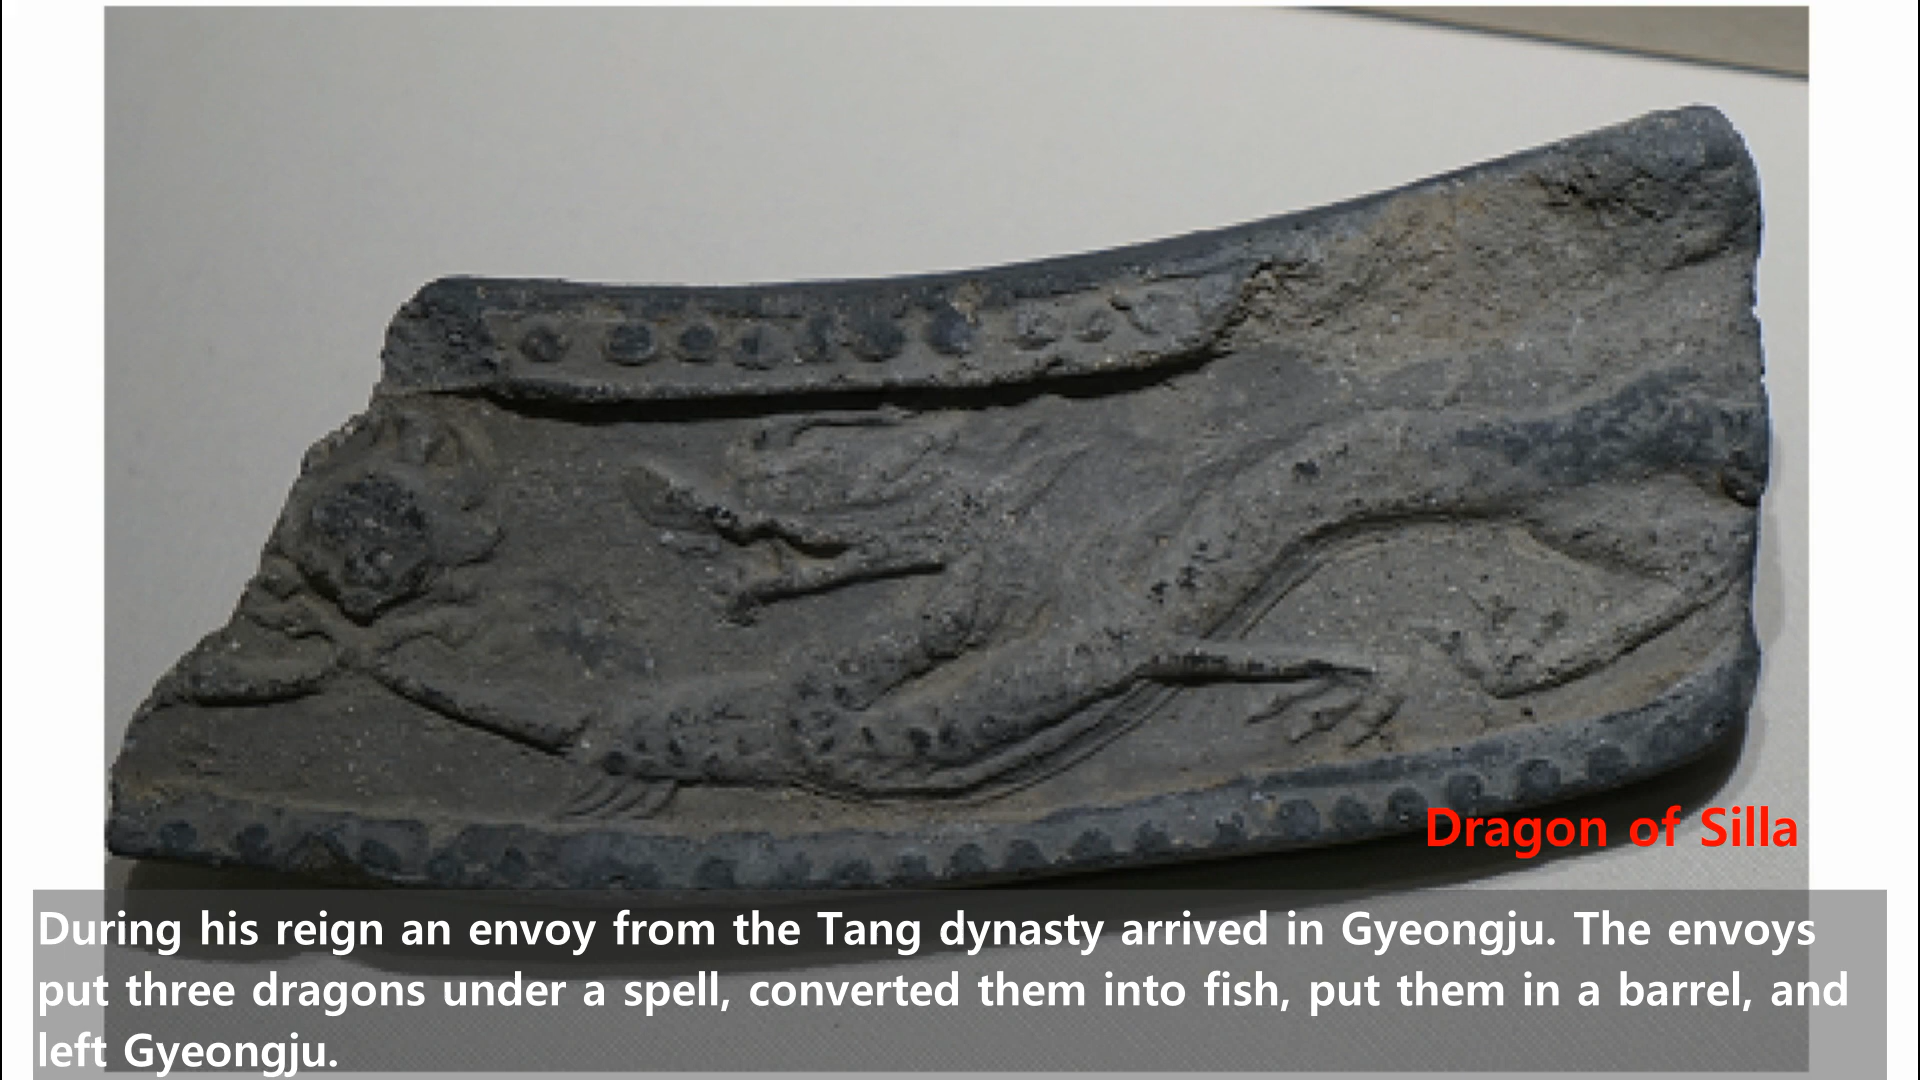 Dragon of Silla
During his reign an envoy from the Tang dynasty arrived in Gyeongju. The envoys
put three dragons under a spell, converted them into fish, put them in a barrel, and
left Gyeongju.